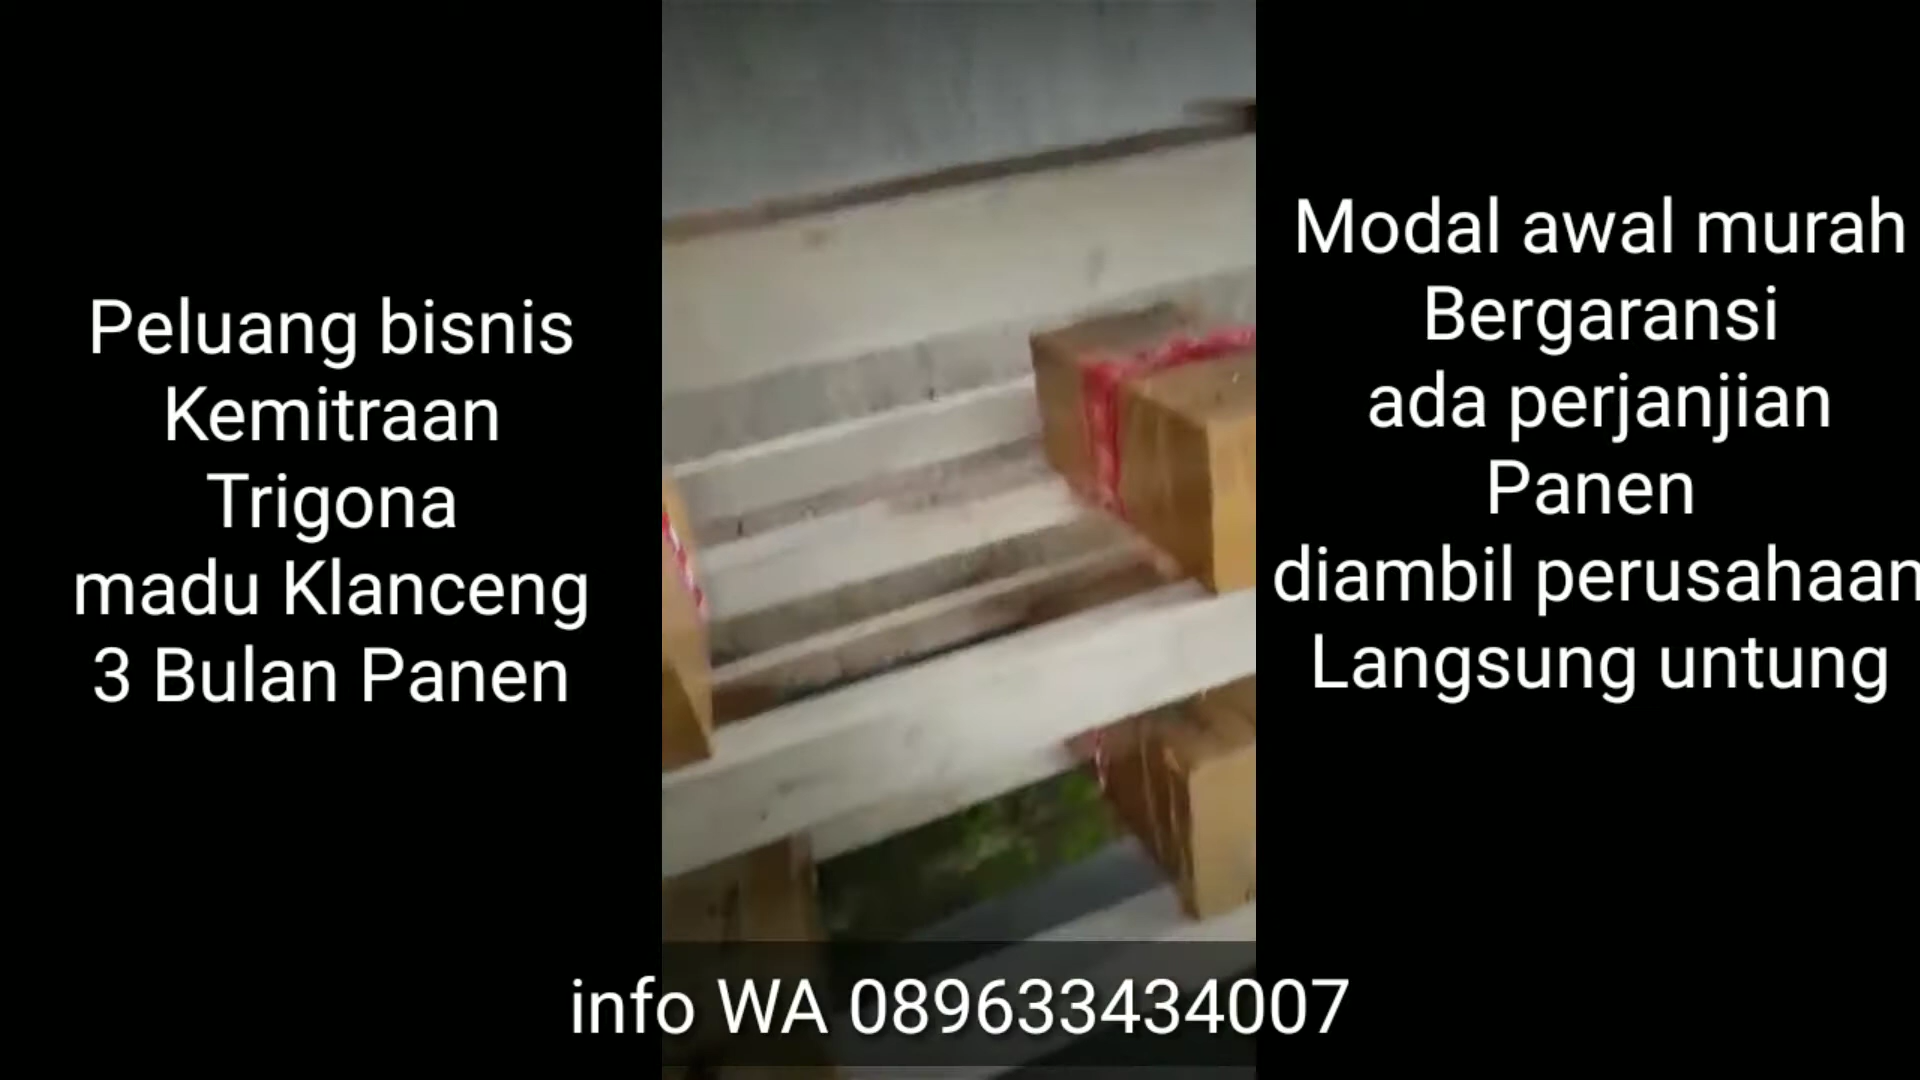 Peluang bisnis
Kemitraan
Trigona
madu Klanceng
3 Bulan Panen
Modal awal murah
Bergaransi
ada perjanjian
Panen
diambil perusahaan
Langsung untung
info WA 089633434007